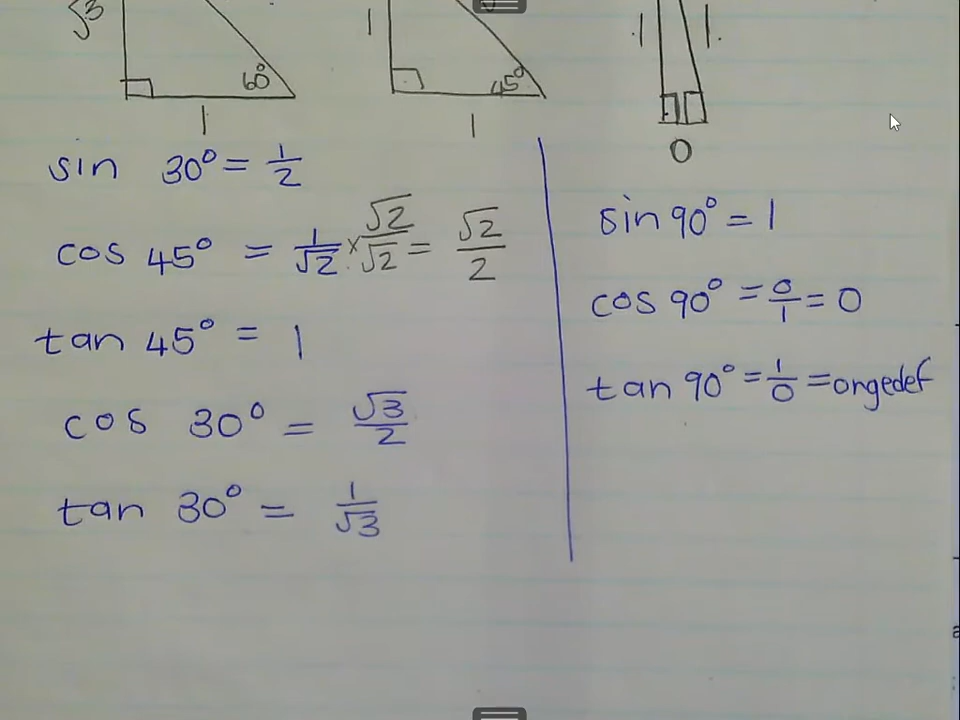 √3 60° 1
1 45° 1
1 1. 0
sin 30° = 1/2
cos 45° = 1/√2 × √2/√2 = √2/2
tan 45° = 1
cos 30° = √3/2
tan 30° = 1/√3
sin 90° = 1
cos 90° = 0/1 = 0
tan 90° = 1/0 = ongedef